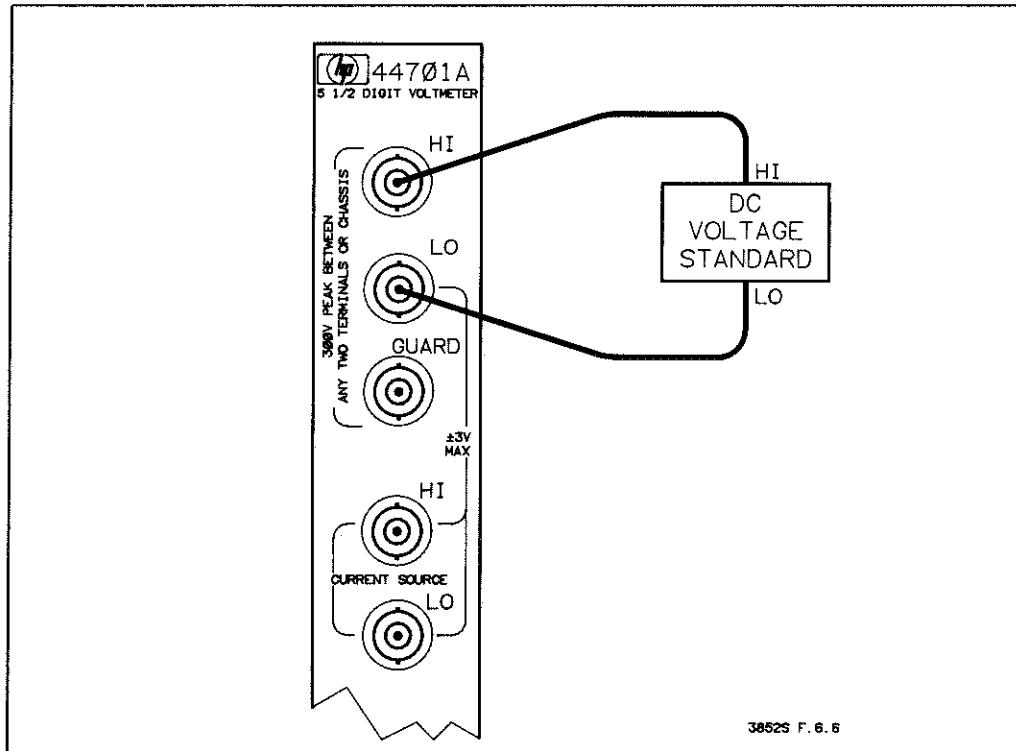 hp 44701A
5 1/2 DIGIT VOLTMETER
HI
300V PEAK BETWEEN
ANY TWO TERMINALS OR CHASSIS
LO
GUARD
±3V
MAX
HI
CURRENT SOURCE
LO
HI
DC
VOLTAGE
STANDARD
LO
3852S F.6.6